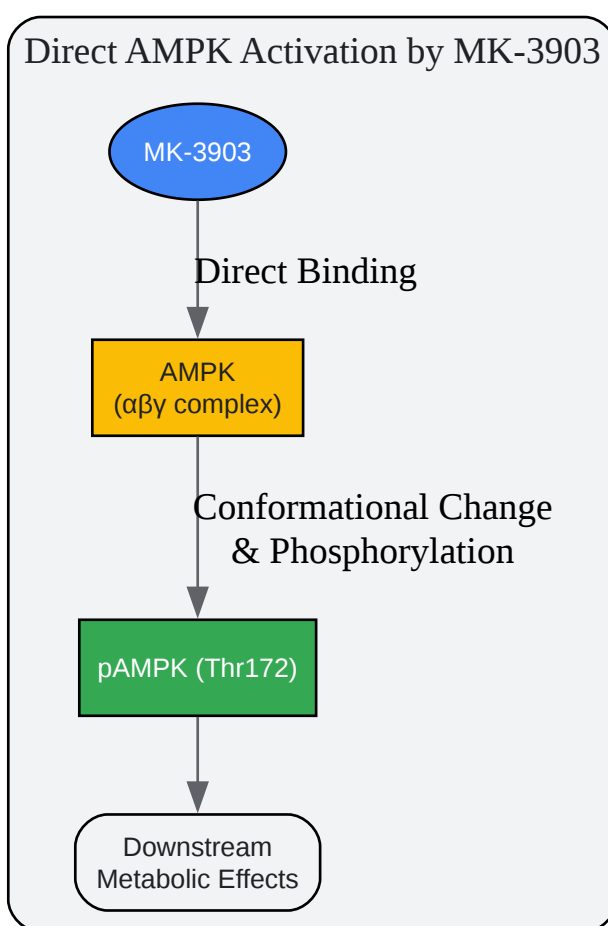 Direct AMPK Activation by MK-3903
MK-3903
Direct Binding
AMPK
(αβγ complex)
Conformational Change
& Phosphorylation
pAMPK (Thr172)
Downstream
Metabolic Effects